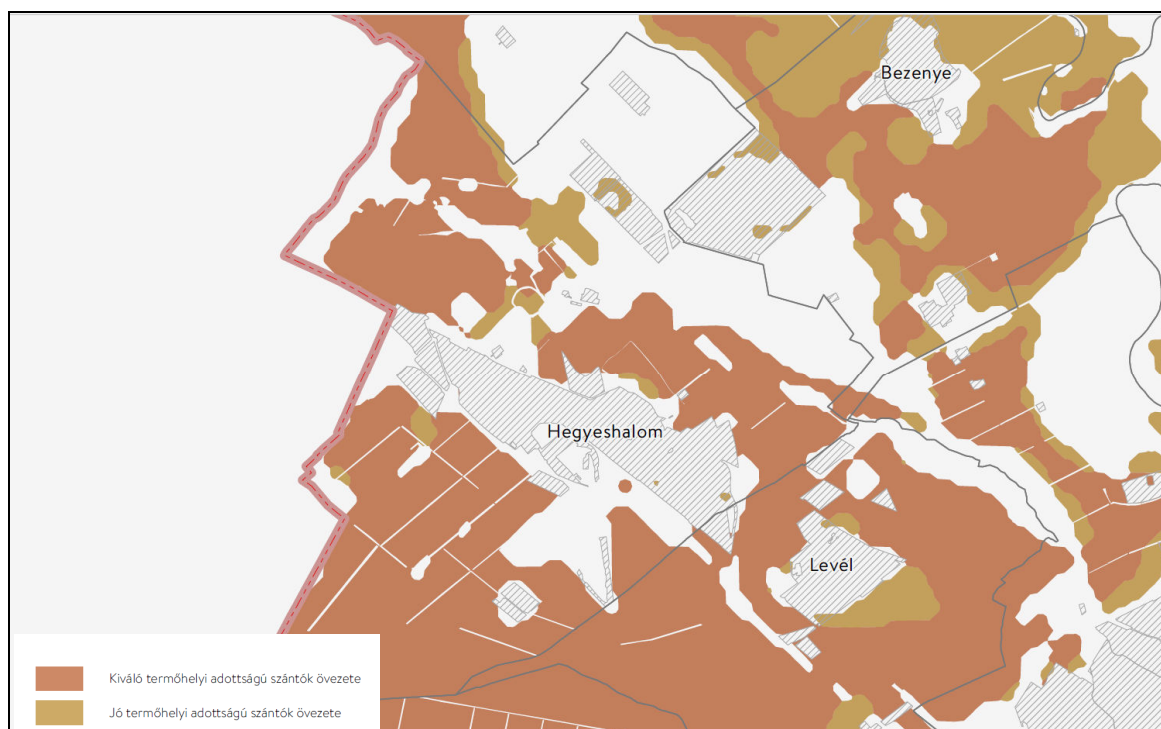 Bezenye
Hegyeshalom
Levél
Kiváló termőhelyi adottságú szántók övezete
Jó termőhelyi adottságú szántók övezete